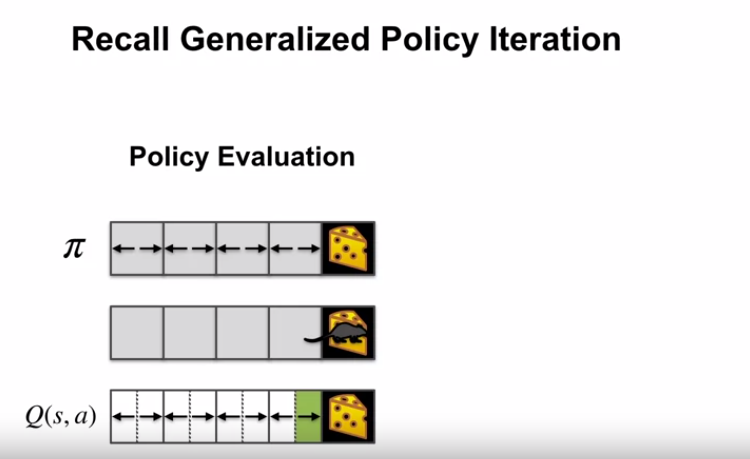 Recall Generalized Policy Iteration
Policy Evaluation
π
Q(s, a)